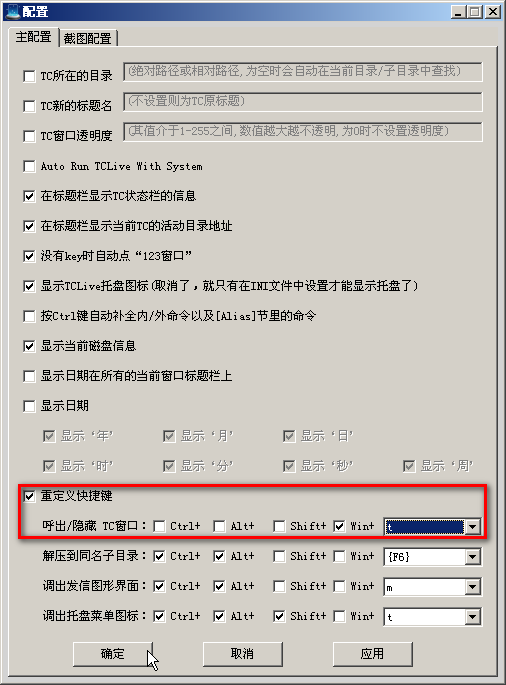 配置
主配置 截图配置
TC所在的目录 (绝对路径或相对路径,为空时会自动在当前目录/子目录中查找)
TC新的标题名 (不设置则为TC原标题)
TC窗口透明度 (其值介于1-255之间,数值越大越不透明,为0时不设置透明度)
Auto Run TCLive With System
在标题栏显示TC状态栏的信息
在标题栏显示当前TC的活动目录地址
没有key时自动点“123窗口”
显示TCLive托盘图标(取消了，就只有在INI文件中设置才能显示托盘了)
按Ctrl键自动补全内/外命令以及[Alias]节里的命令
显示当前磁盘信息
显示日期在所有的当前窗口标题栏上
显示日期
显示‘年’ 显示‘月’ 显示‘日’
显示‘时’ 显示‘分’ 显示‘秒’ 显示‘周’
重定义快捷键
呼出/隐藏 TC窗口： Ctrl+ Alt+ Shift+ Win+ t
解压到同名子目录： Ctrl+ Alt+ Shift+ Win+ {F6}
调出发信图形界面： Ctrl+ Alt+ Shift+ Win+ m
调出托盘菜单图标： Ctrl+ Alt+ Shift+ Win+ t
确定 取消 应用